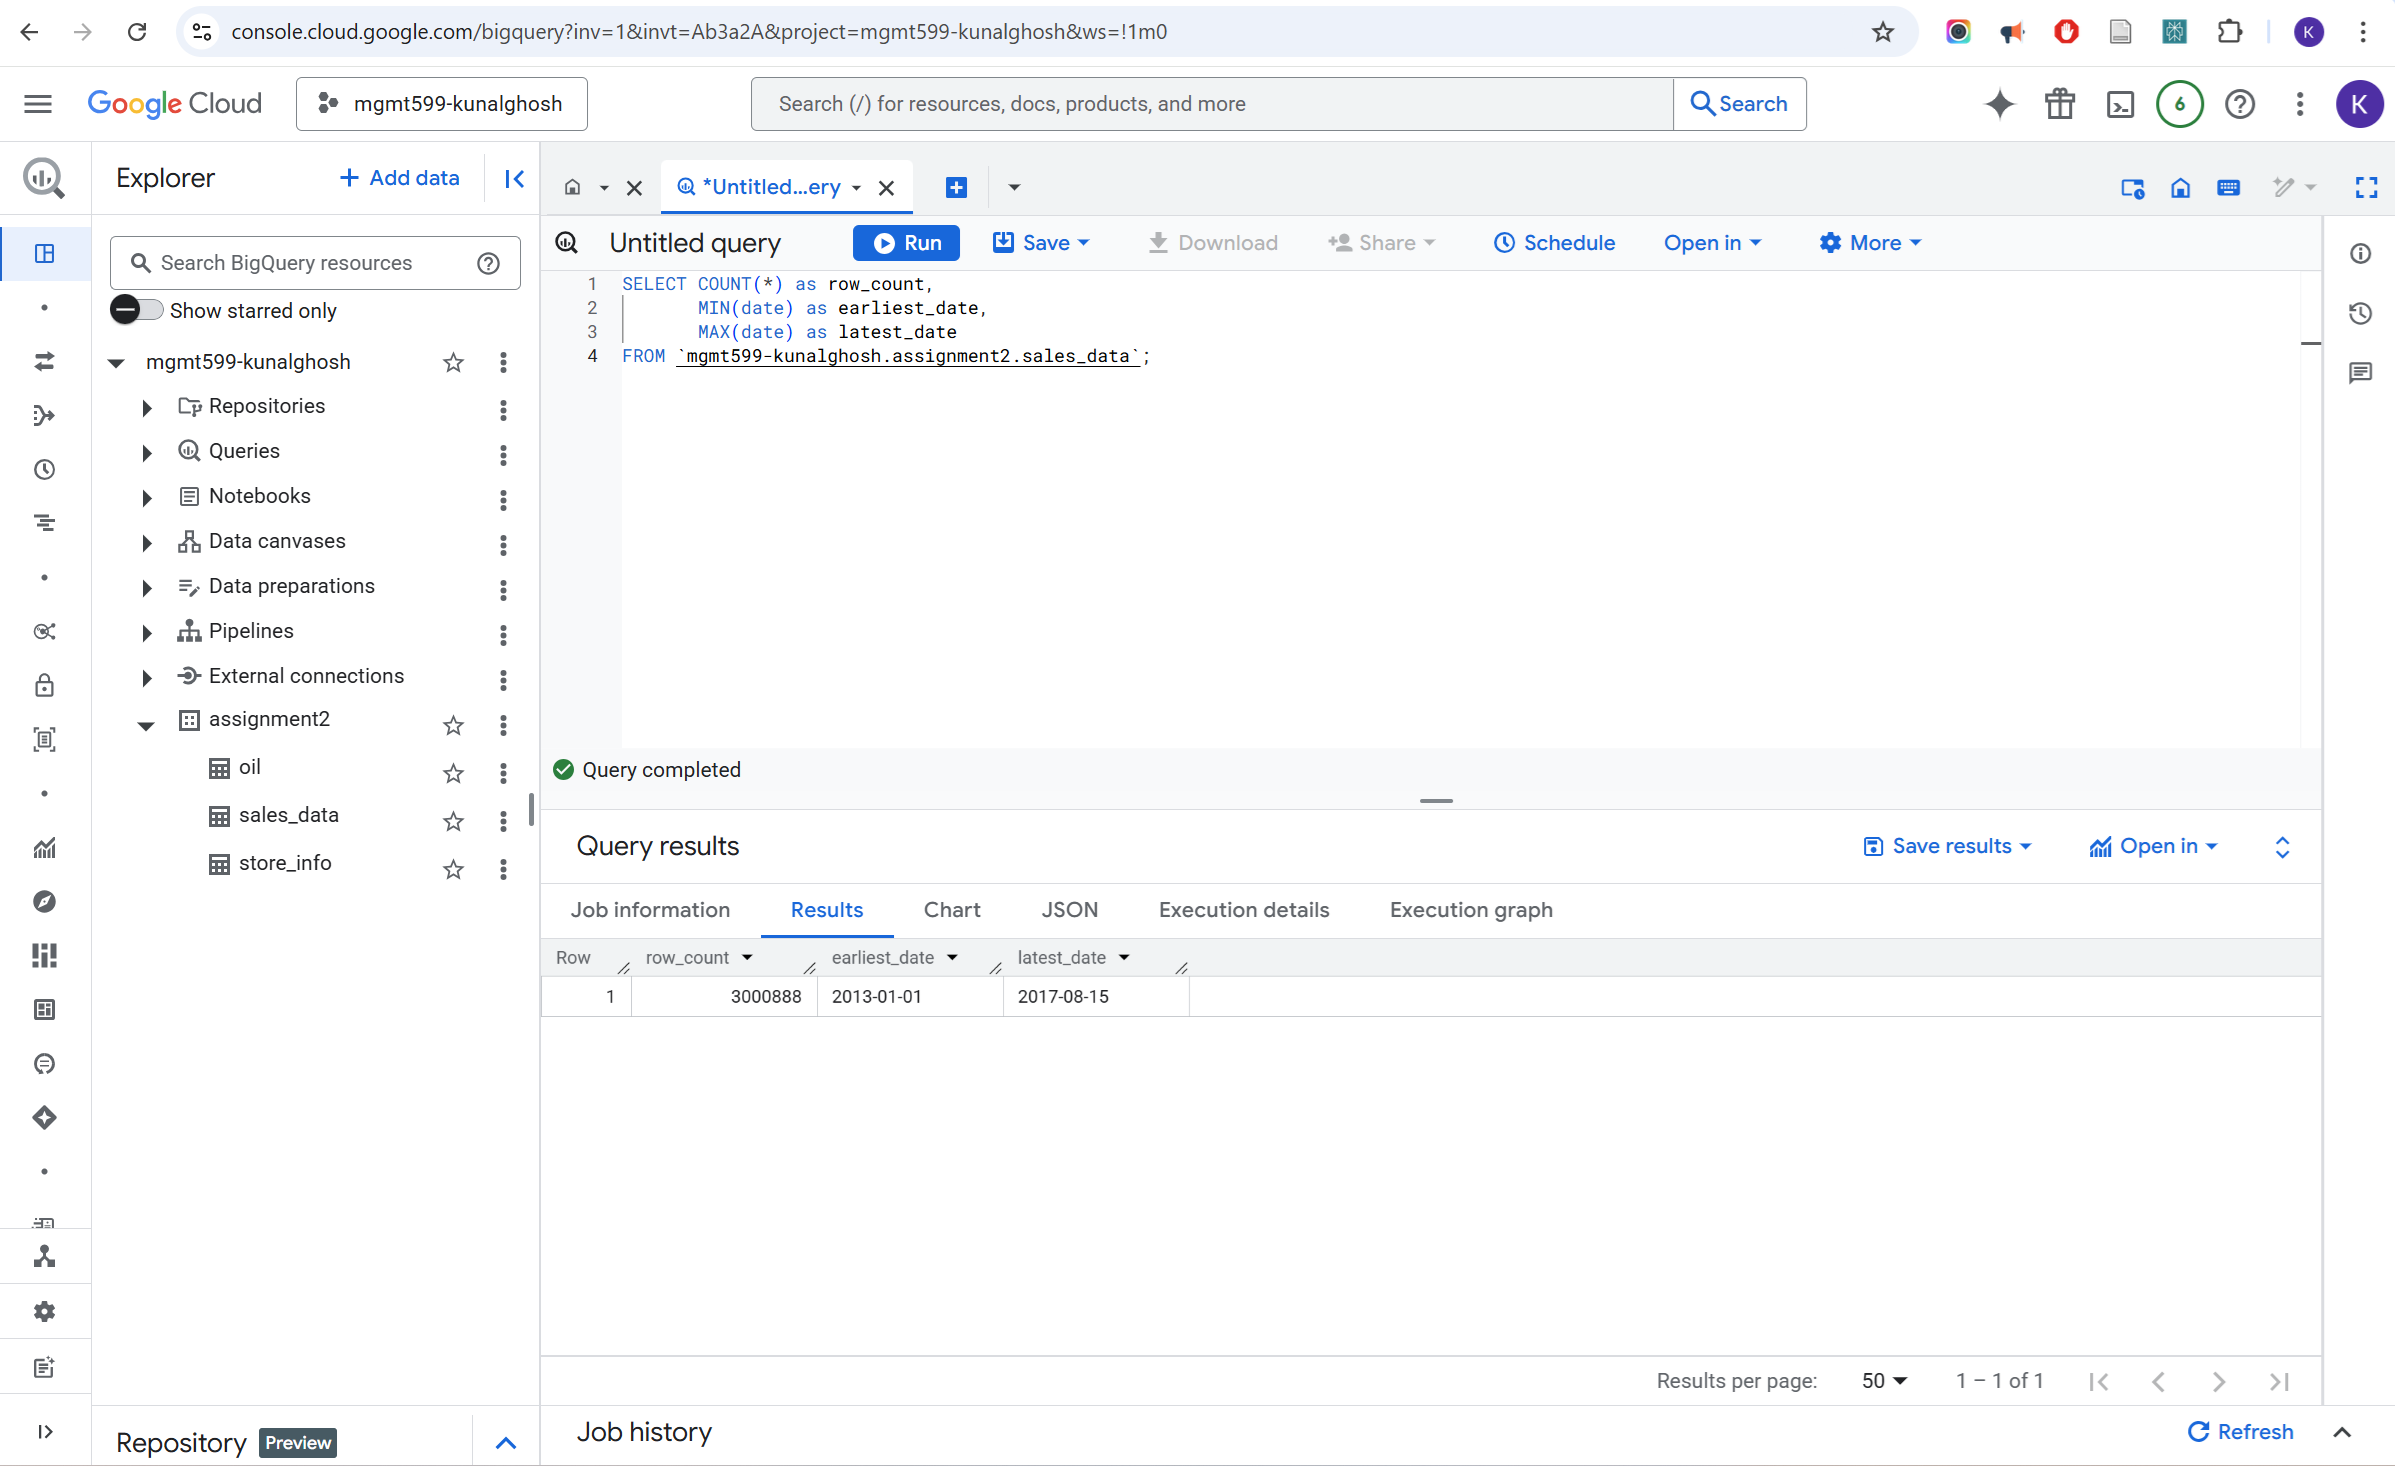 console.cloud.google.com/bigquery?inv=1&invt=Ab3a2A&project=mgmt599-kunalghosh&ws=!1m0
K
Google Cloud
mgmt599-kunalghosh
Search (/) for resources, docs, products, and more
Search
6
K
Explorer
+ Add data
*Untitled...ery
Search BigQuery resources
Show starred only
mgmt599-kunalghosh
Repositories
Queries
Notebooks
Data canvases
Data preparations
Pipelines
External connections
assignment2
oil
sales_data
store_info
Repository Preview
Untitled query
Run
Save
Download
Share
Schedule
Open in
More
1 SELECT COUNT(*) as row_count,
2 MIN(date) as earliest_date,
3 MAX(date) as latest_date
4 FROM `mgmt599-kunalghosh.assignment2.sales_data`;
Query completed
Query results
Save results
Open in
Job information Results Chart JSON Execution details Execution graph
Row row_count earliest_date latest_date
1 3000888 2013-01-01 2017-08-15
Results per page: 50 1 – 1 of 1
Job history
Refresh